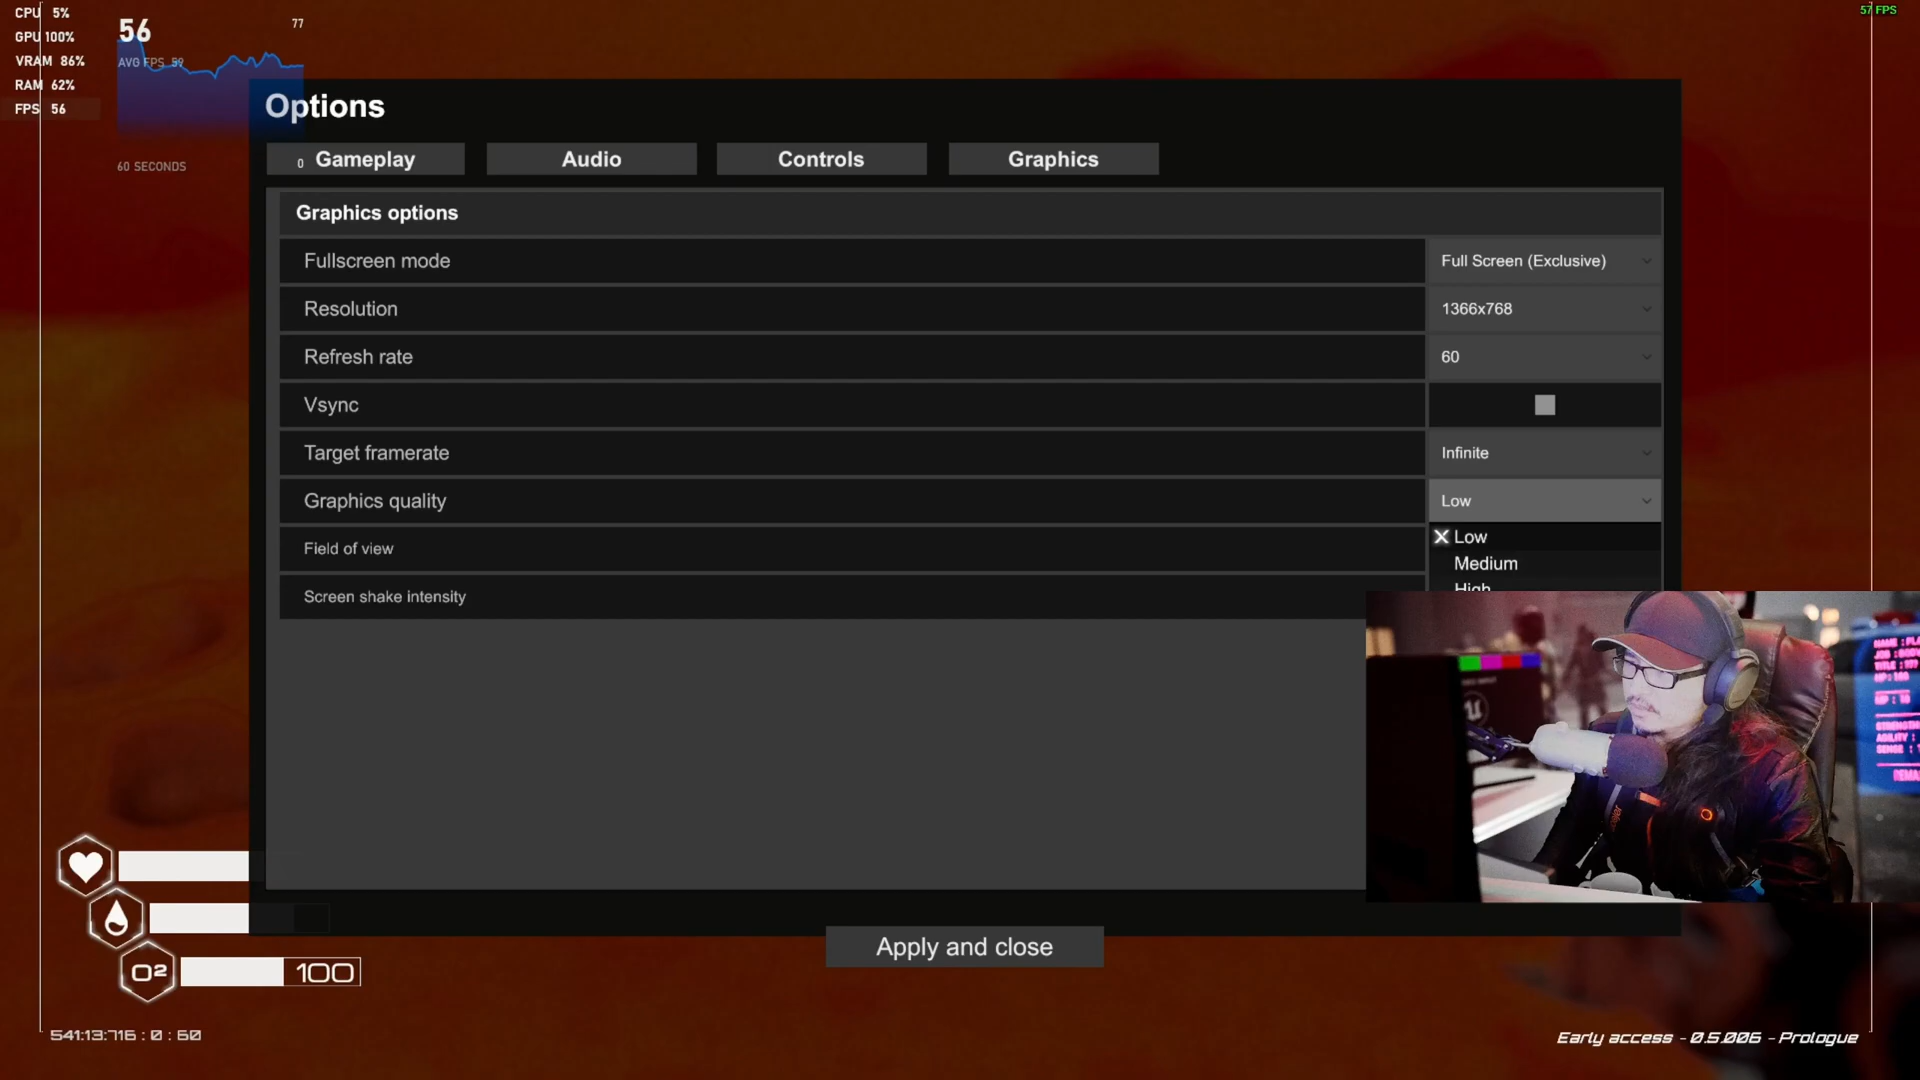 CPU 5%
GPU 100%
VRAM 86%
RAM 62%
FPS 56
56
77
AVG FPS 59
0
60 SECONDS
57 FPS
Options
Gameplay
Audio
Controls
Graphics
Graphics options
Fullscreen mode
Full Screen (Exclusive)
Resolution
1366x768
Refresh rate
60
Vsync
Target framerate
Infinite
Graphics quality
Low
Low
Medium
High
Field of view
Screen shake intensity
Apply and close
O2
100
541:13:716 : 0 : 60
Early access - 0.5.006 - Prologue